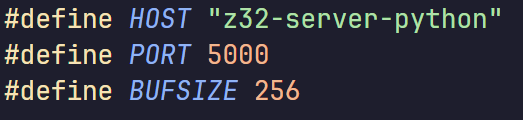 #define HOST "z32-server-python"
#define PORT 5000
#define BUFSIZE 256